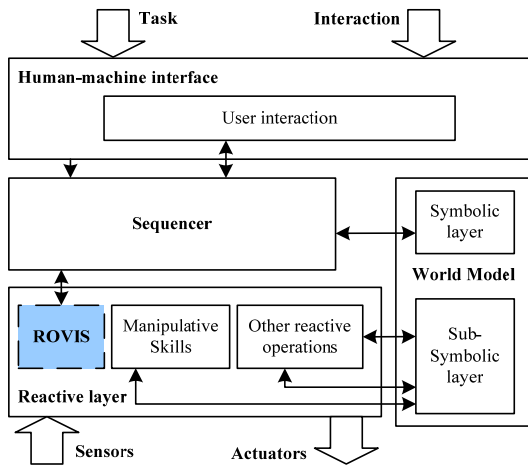 Task
Interaction
Human-machine interface
User interaction
Sequencer
Symbolic
layer
World Model
ROVIS
Manipulative
Skills
Other reactive
operations
Sub-
Symbolic
layer
Reactive layer
Sensors
Actuators